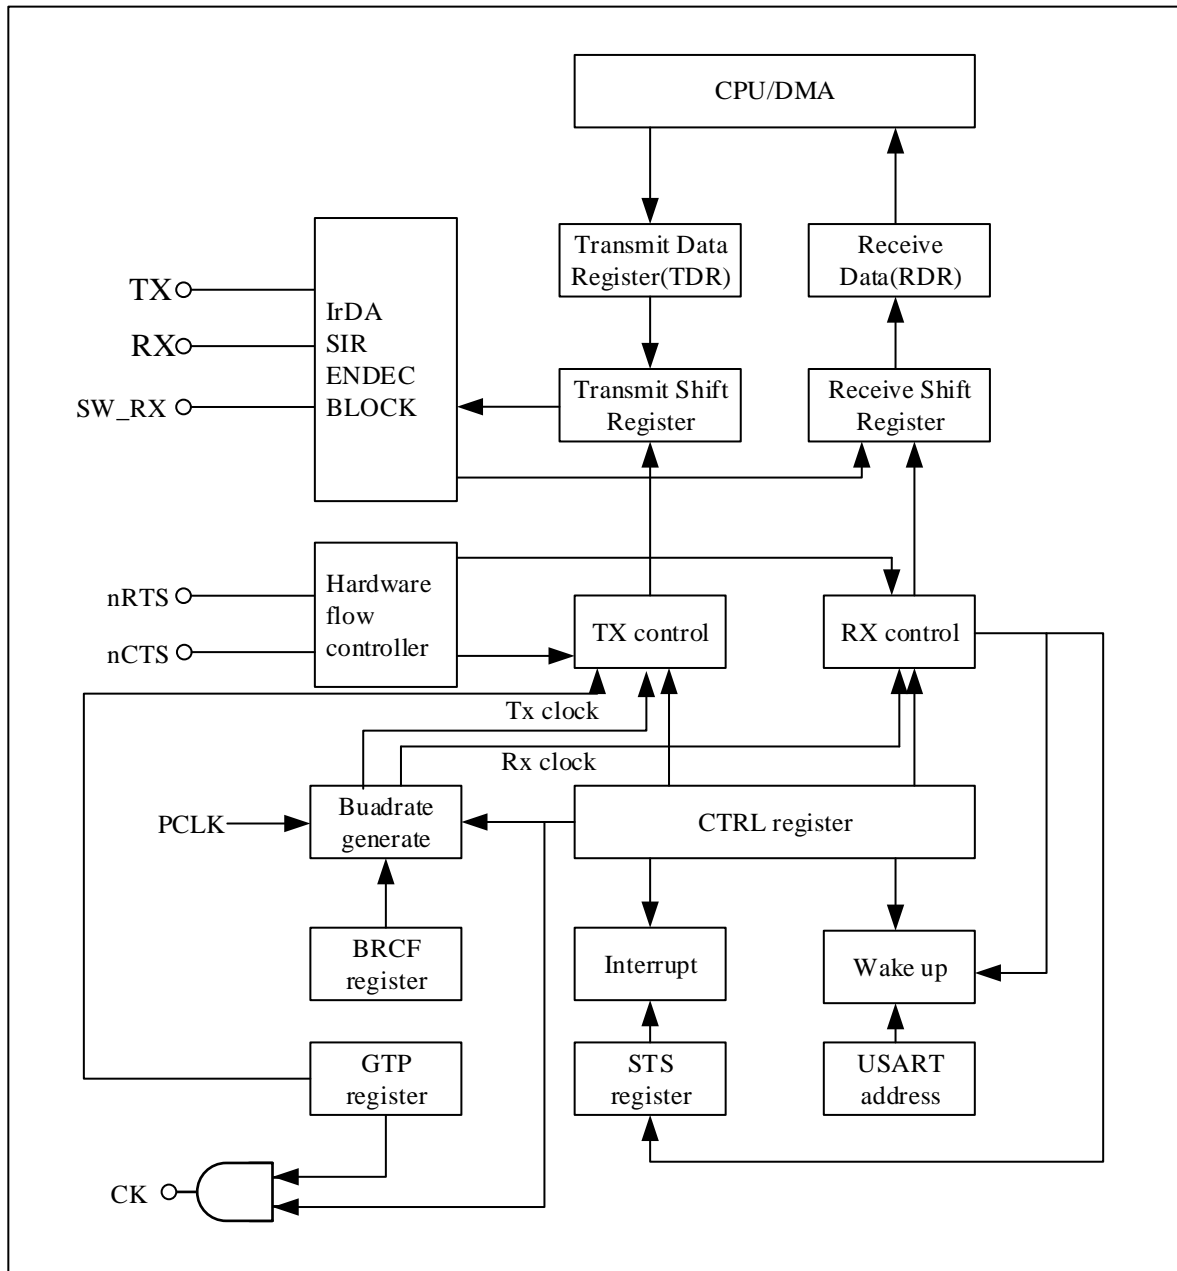 CPU/DMA
Transmit Data
Register(TDR)
Receive
Data(RDR)
TX
RX
SW_RX
IrDA
SIR
ENDEC
BLOCK
Transmit Shift
Register
Receive Shift
Register
nRTS
nCTS
Hardware
flow
controller
TX control
RX control
Tx clock
Rx clock
PCLK
Buadrate
generate
CTRL register
BRCF
register
Interrupt
Wake up
GTP
register
STS
register
USART
address
CK